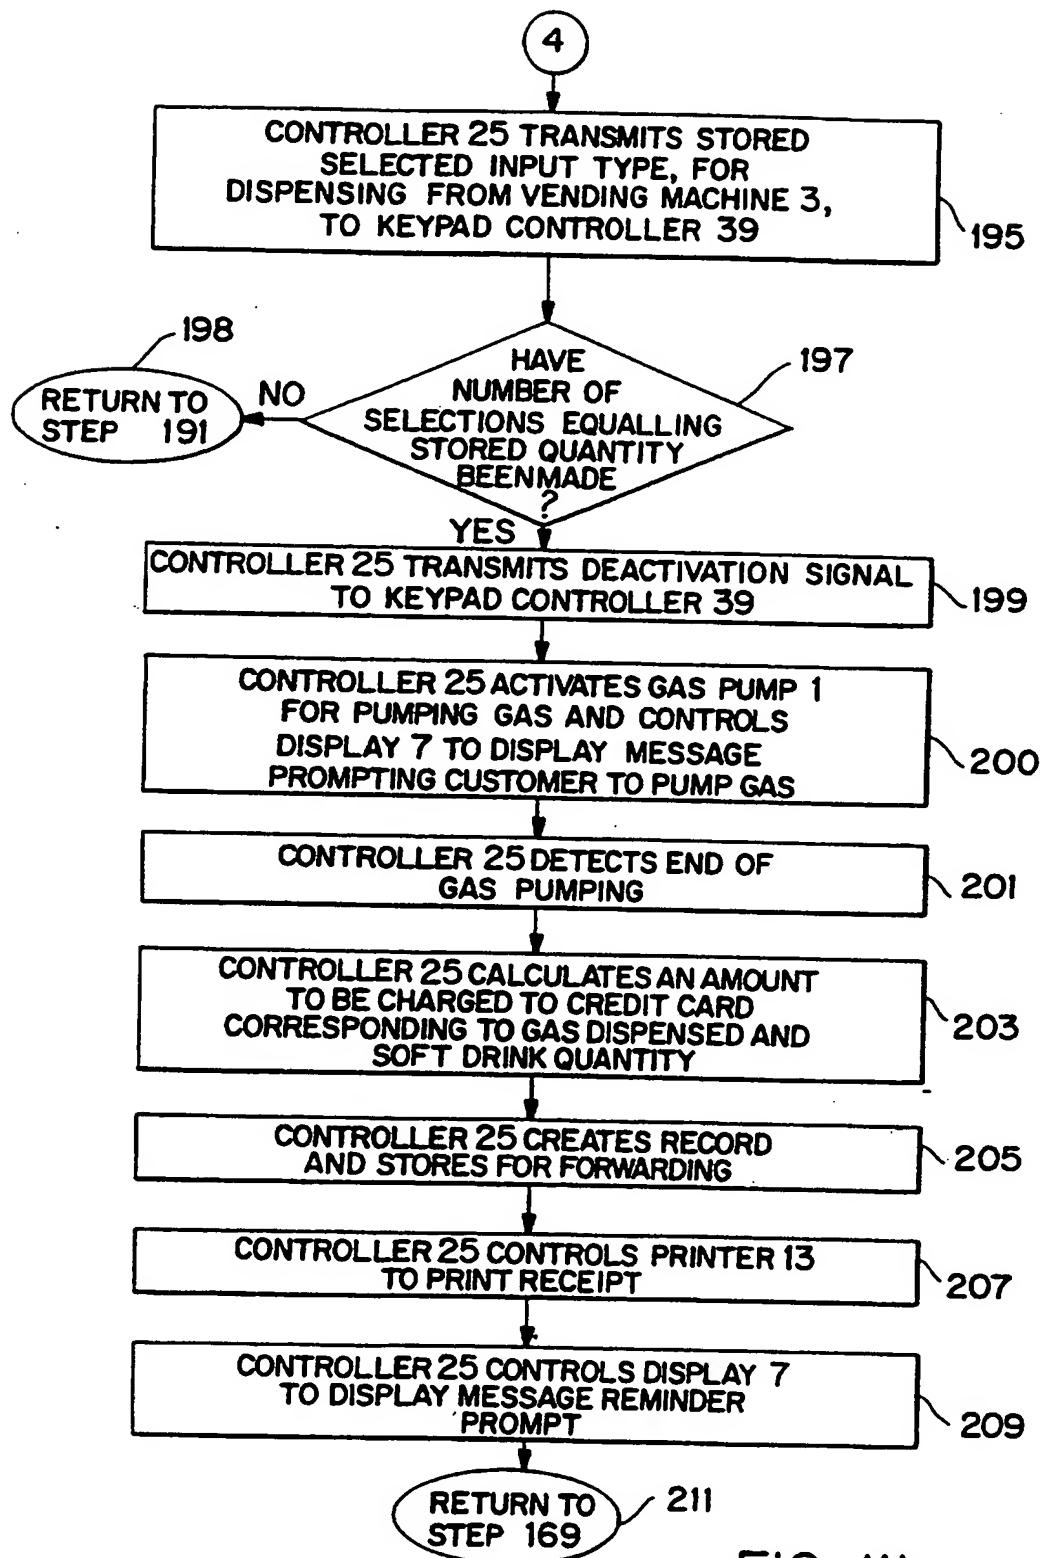 4
CONTROLLER 25 TRANSMITS STORED
SELECTED INPUT TYPE, FOR
DISPENSING FROM VENDING MACHINE 3,
TO KEYPAD CONTROLLER 39
195
198
RETURN TO
STEP 191
NO
HAVE
NUMBER OF
SELECTIONS EQUALLING
STORED QUANTITY
BEENMADE
?
197
YES
CONTROLLER 25 TRANSMITS DEACTIVATION SIGNAL
TO KEYPAD CONTROLLER 39
199
CONTROLLER 25 ACTIVATES GAS PUMP 1
FOR PUMPING GAS AND CONTROLS
DISPLAY 7 TO DISPLAY MESSAGE
PROMPTING CUSTOMER TO PUMP GAS
200
CONTROLLER 25 DETECTS END OF
GAS PUMPING
201
CONTROLLER 25 CALCULATES AN AMOUNT
TO BE CHARGED TO CREDIT CARD
CORRESPONDING TO GAS DISPENSED AND
SOFT DRINK QUANTITY
203
CONTROLLER 25 CREATES RECORD
AND STORES FOR FORWARDING
205
CONTROLLER 25 CONTROLS PRINTER 13
TO PRINT RECEIPT
207
CONTROLLER 25 CONTROLS DISPLAY 7
TO DISPLAY MESSAGE REMINDER
PROMPT
209
RETURN TO
STEP 169
211